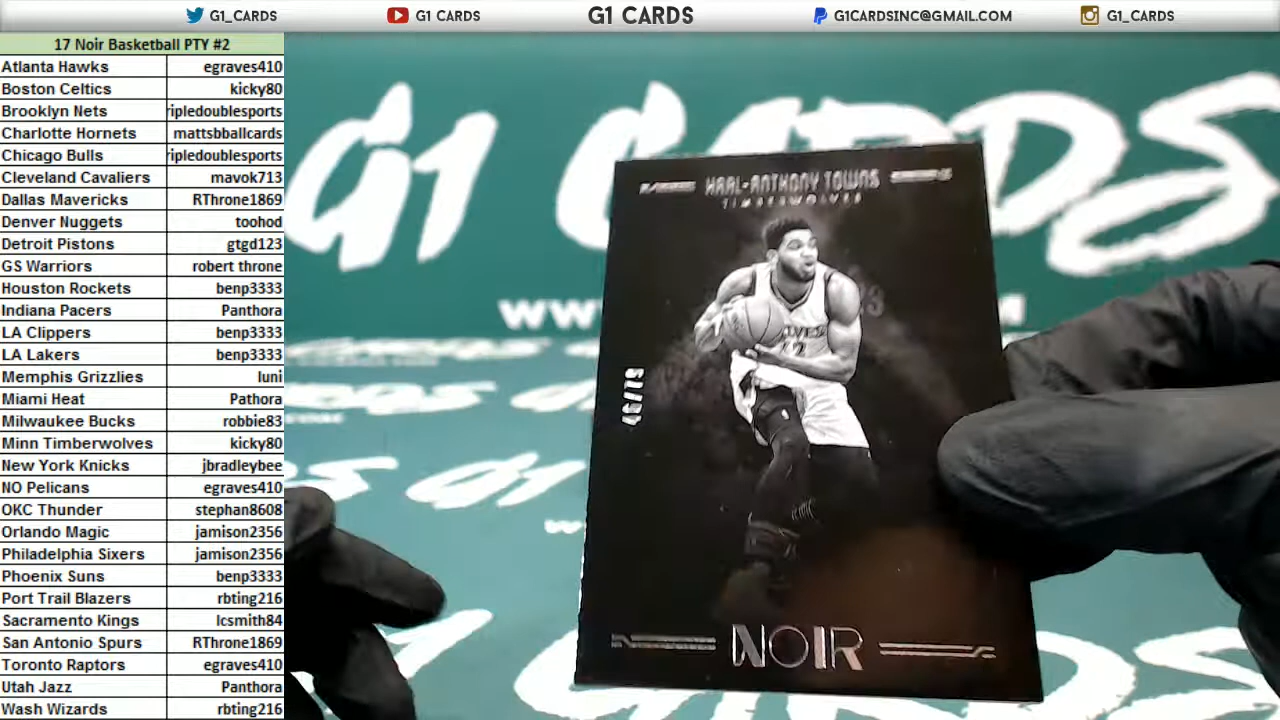 G1_CARDS
G1 CARDS
G1 CARDS
G1CARDSINC@GMAIL.COM
G1_CARDS
17 Noir Basketball PTY #2
Atlanta Hawks egraves410
Boston Celtics kicky80
Brooklyn Nets ripledoublesports
Charlotte Hornets mattsbballcards
Chicago Bulls ripledoublesports
Cleveland Cavaliers mavok713
Dallas Mavericks RThrone1869
Denver Nuggets toohod
Detroit Pistons gtgd123
GS Warriors robert throne
Houston Rockets benp3333
Indiana Pacers Panthora
LA Clippers benp3333
LA Lakers benp3333
Memphis Grizzlies luni
Miami Heat Pathora
Milwaukee Bucks robbie83
Minn Timberwolves kicky80
New York Knicks jbradleybee
NO Pelicans egraves410
OKC Thunder stephan8608
Orlando Magic jamison2356
Philadelphia Sixers jamison2356
Phoenix Suns benp3333
Port Trail Blazers rbting216
Sacramento Kings lcsmith84
San Antonio Spurs RThrone1869
Toronto Raptors egraves410
Utah Jazz Panthora
Wash Wizards rbting216
G1 CARDS
www.
KARL-ANTHONY TOWNS
TIMBERWOLVES
46/79
NOIR